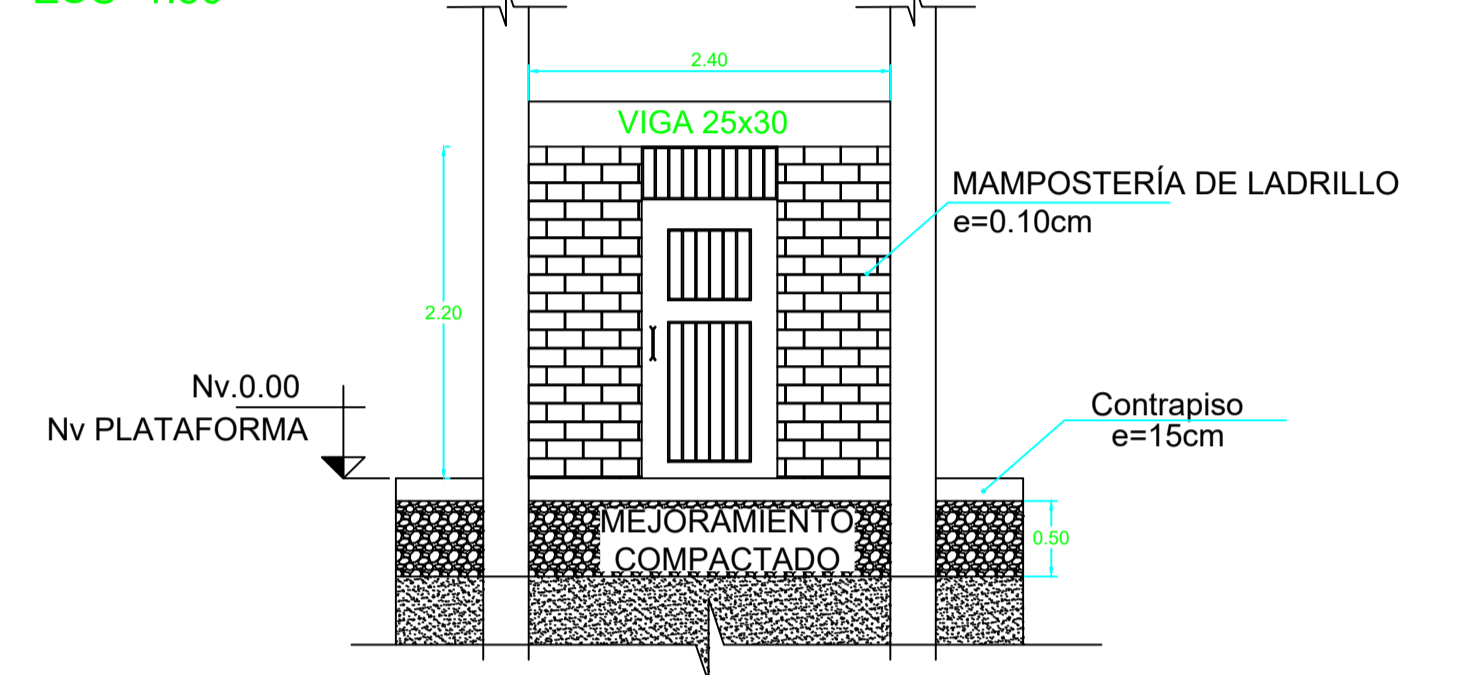 2.40
VIGA 25x30
MAMPOSTERÍA DE LADRILLO
e=0.10cm
2.20
Nv.0.00
Nv PLATAFORMA
Contrapiso
e=15cm
MEJORAMIENTO
COMPACTADO
0.50